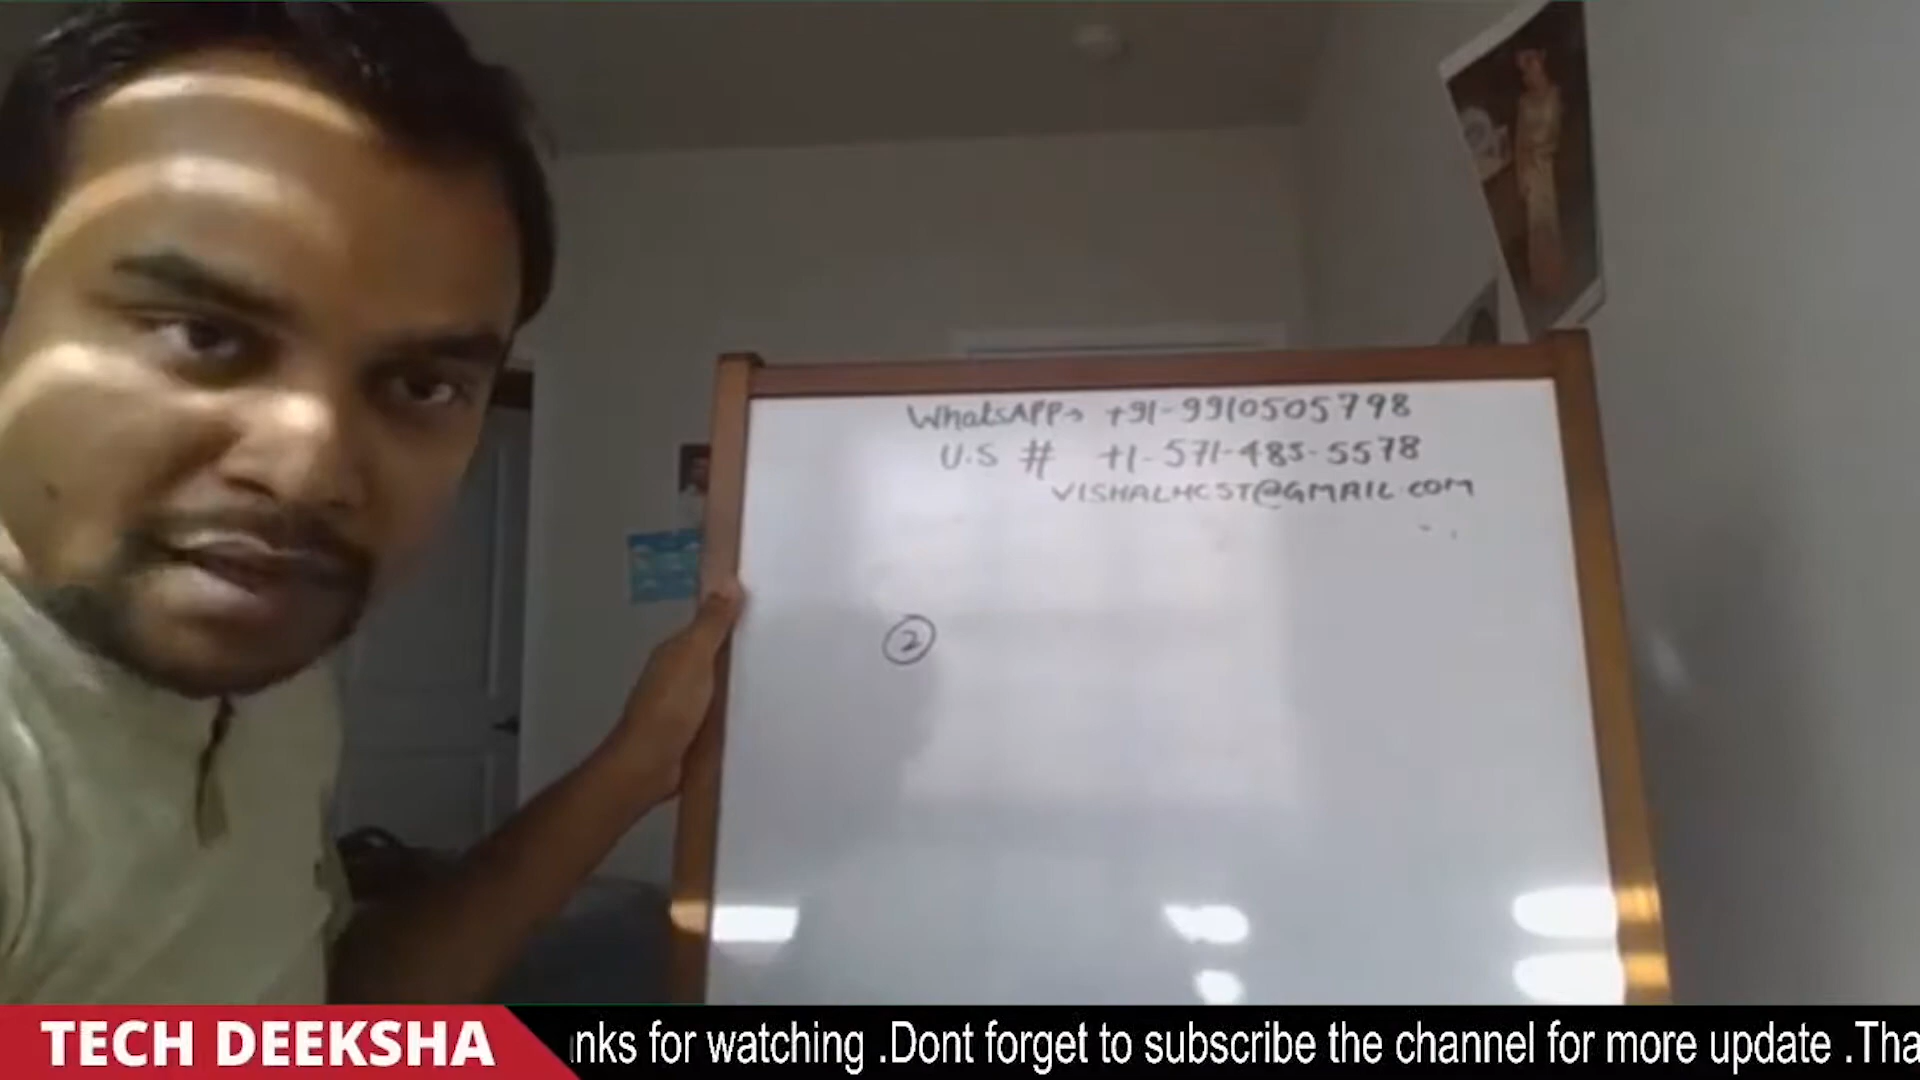 WhatsAPP→ +91-9910505798
U.S # +1-571-485-5578
VISHALHCST@GMAIL.COM
2
TECH DEEKSHA
nks for watching .Dont forget to subscribe the channel for more update .Tha